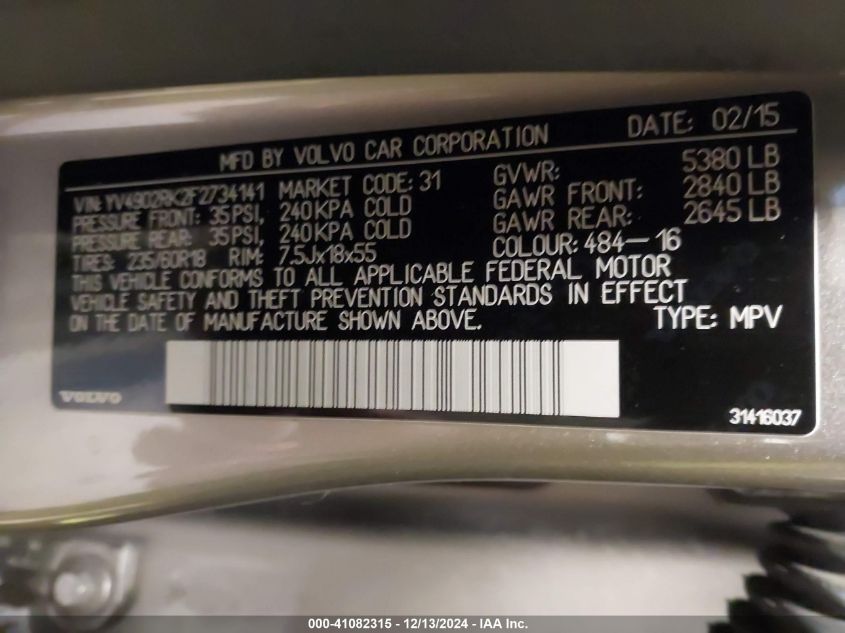 MFD BY VOLVO CAR CORPORATION DATE: 02/15
VIN: YV4902RK2F2734141 MARKET CODE: 31 GVWR: 5380 LB
PRESSURE FRONT: 35 PSI, 240 KPA COLD GAWR FRONT: 2840 LB
PRESSURE REAR: 35 PSI, 240 KPA COLD GAWR REAR: 2645 LB
TIRES: 235/60R18 RIM: 7.5Jx18x55 COLOUR: 484-16
THIS VEHICLE CONFORMS TO ALL APPLICABLE FEDERAL MOTOR
VEHICLE SAFETY AND THEFT PREVENTION STANDARDS IN EFFECT
ON THE DATE OF MANUFACTURE SHOWN ABOVE. TYPE: MPV
VOLVO 31416037
000-41082315 - 12/13/2024 - IAA Inc.